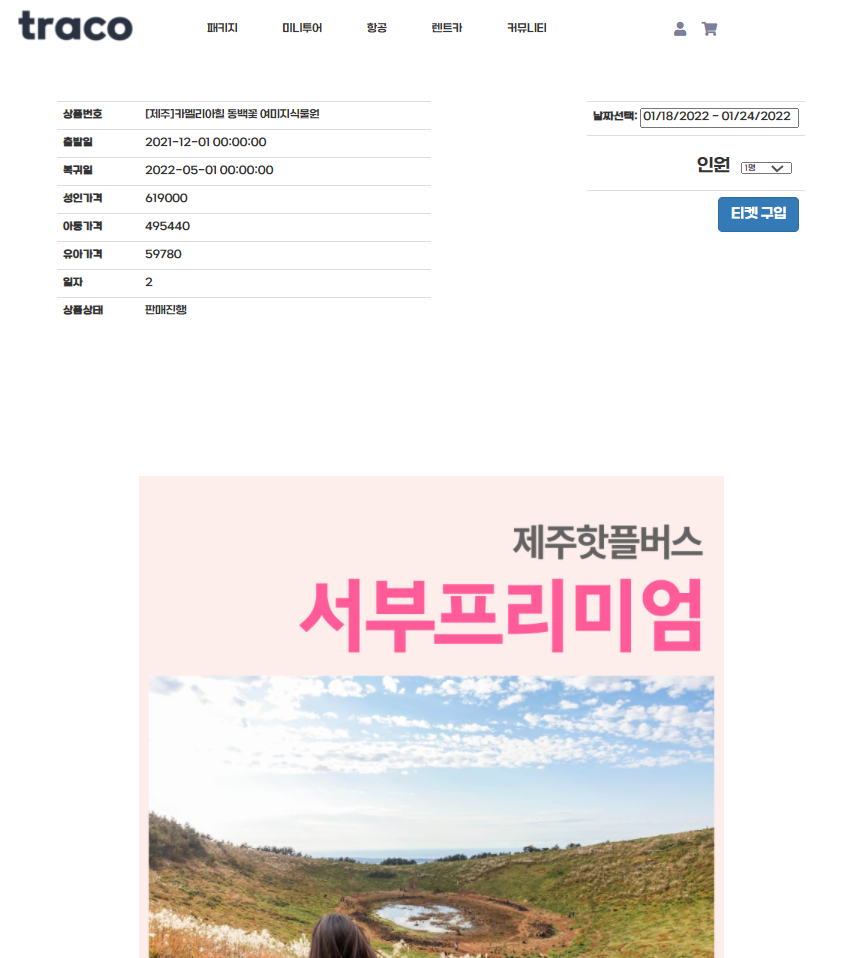 traco
패키지 미니투어 항공 렌트카 커뮤니티
상품번호 [제주]카멜리아힐 동백꽃 여미지식물원
출발일 2021-12-01 00:00:00
복귀일 2022-05-01 00:00:00
성인가격 619000
아동가격 495440
유아가격 59780
일자 2
상품상태 판매진행
날짜선택: 01/18/2022 - 01/24/2022
인원 1명
티켓 구입
제주핫플버스
서부프리미엄